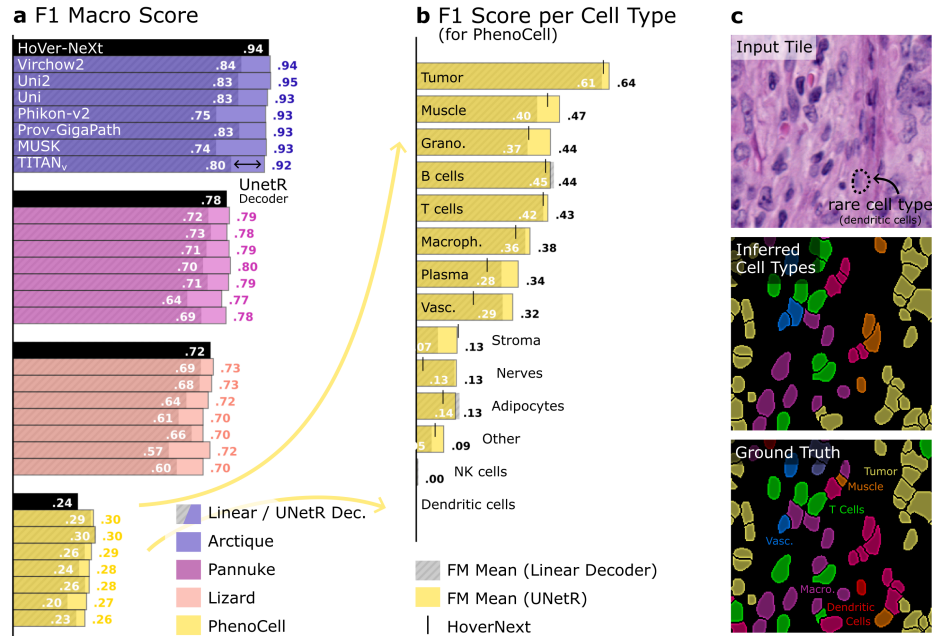 a F1 Macro Score
HoVer-NeXt .94
Virchow2 .84 .94
Uni2 .83 .95
Uni .83 .93
Phikon-v2 .75 .93
Prov-GigaPath .83 .93
MUSK .74 .93
TITANv .80 .92
UnetR
Decoder
.78
.72 .79
.73 .78
.71 .79
.70 .80
.71 .79
.64 .77
.69 .78
.72
.69 .73
.68 .73
.64 .72
.61 .70
.66 .70
.57 .72
.60 .70
.24
.29 .30
.30 .30
.26 .29
.24 .28
.26 .28
.20 .27
.23 .26
Linear / UNetR Dec.
Arctique
Pannuke
Lizard
PhenoCell
b F1 Score per Cell Type
(for PhenoCell)
Tumor .61 .64
Muscle .40 .47
Grano. .37 .44
B cells .45 .44
T cells .42 .43
Macroph. .36 .38
Plasma .28 .34
Vasc. .29 .32
07 .13 Stroma
.13 .13 Nerves
.14 .13 Adipocytes
5 .09 Other
.00 NK cells
Dendritic cells
FM Mean (Linear Decoder)
FM Mean (UNetR)
HoverNext
c
Input Tile
rare cell type
(dendritic cells)
Inferred
Cell Types
Ground Truth
Tumor
Muscle
T Cells
Vasc.
Macro.
Dendritic
Cells